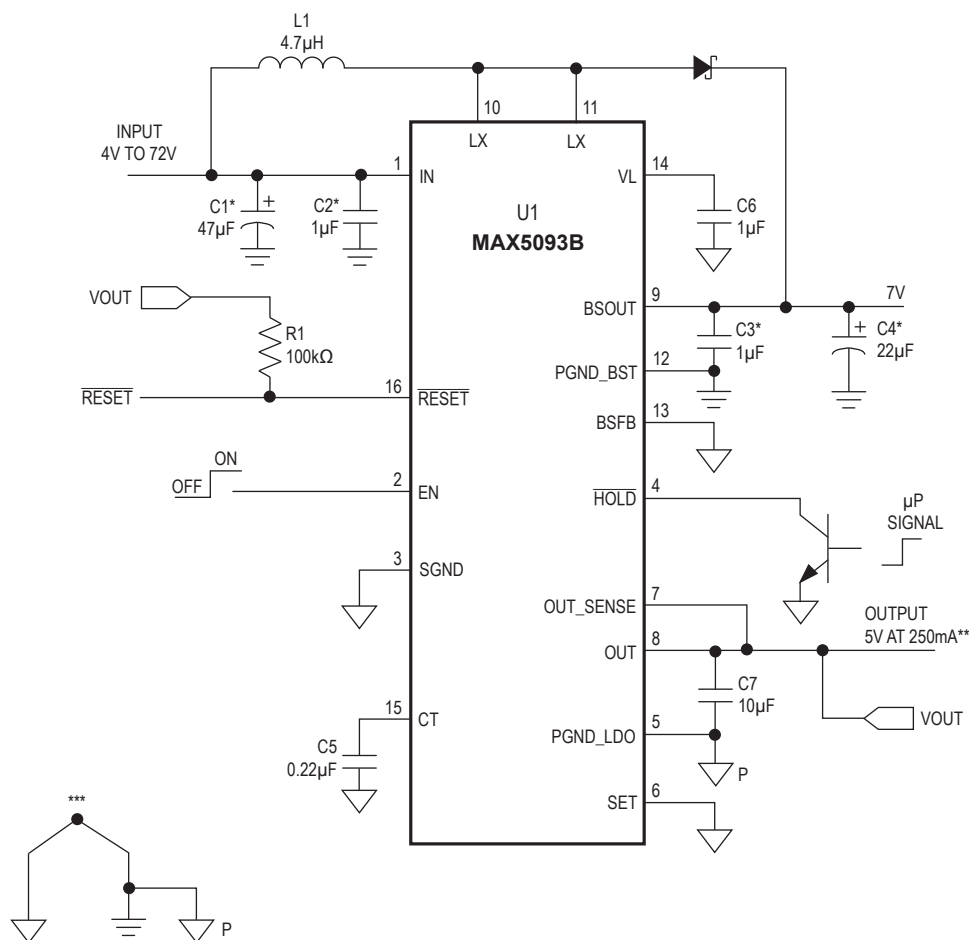 L1
4.7µH
10
11
LX
LX
INPUT
4V TO 72V
1
IN
14
VL
C1*
+
47µF
C2*
1µF
U1
MAX5093B
C6
1µF
VOUT
R1
100kΩ
9
BSOUT
7V
C3*
1µF
+
C4*
22µF
12
PGND_BST
RESET
16
RESET
13
BSFB
ON
OFF
2
EN
4
HOLD
µP
SIGNAL
3
SGND
7
OUT_SENSE
OUTPUT
5V AT 250mA**
8
OUT
C7
10µF
VOUT
15
CT
C5
0.22µF
5
PGND_LDO
P
6
SET
***
P